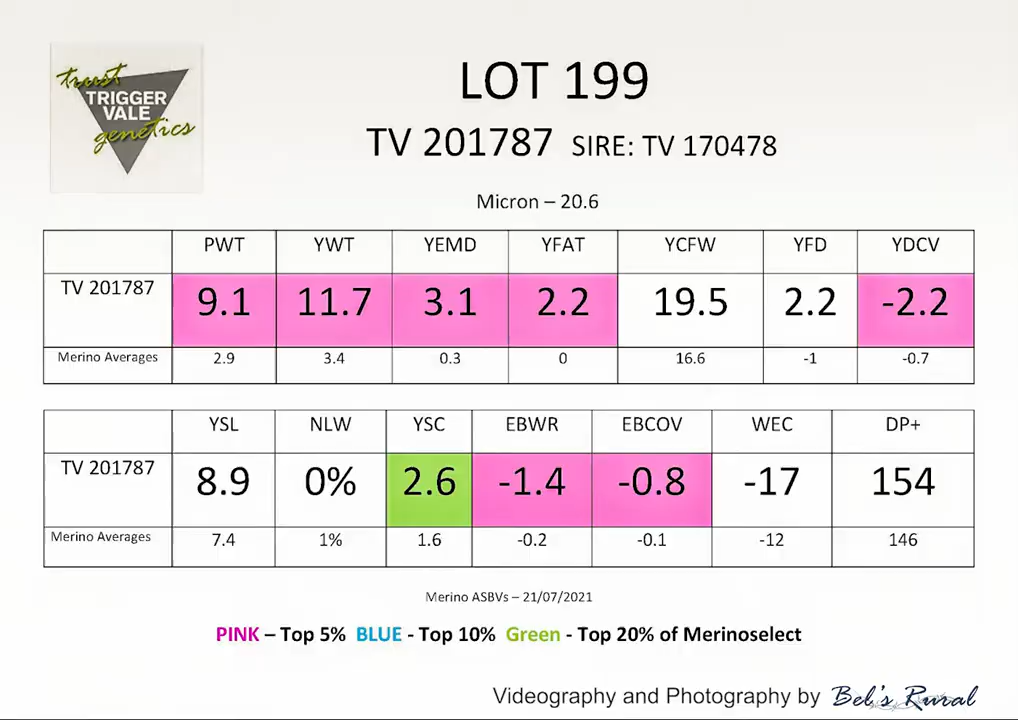 trust
TRIGGER
VALE
genetics
LOT 199
TV 201787 SIRE: TV 170478
Micron – 20.6
PWT YWT YEMD YFAT YCFW YFD YDCV
TV 201787 9.1 11.7 3.1 2.2 19.5 2.2 -2.2
Merino Averages 2.9 3.4 0.3 0 16.6 -1 -0.7
YSL NLW YSC EBWR EBCOV WEC DP+
TV 201787 8.9 0% 2.6 -1.4 -0.8 -17 154
Merino Averages 7.4 1% 1.6 -0.2 -0.1 -12 146
Merino ASBVs – 21/07/2021
PINK – Top 5% BLUE - Top 10% Green - Top 20% of Merinoselect
Videography and Photography by Bel's Rural